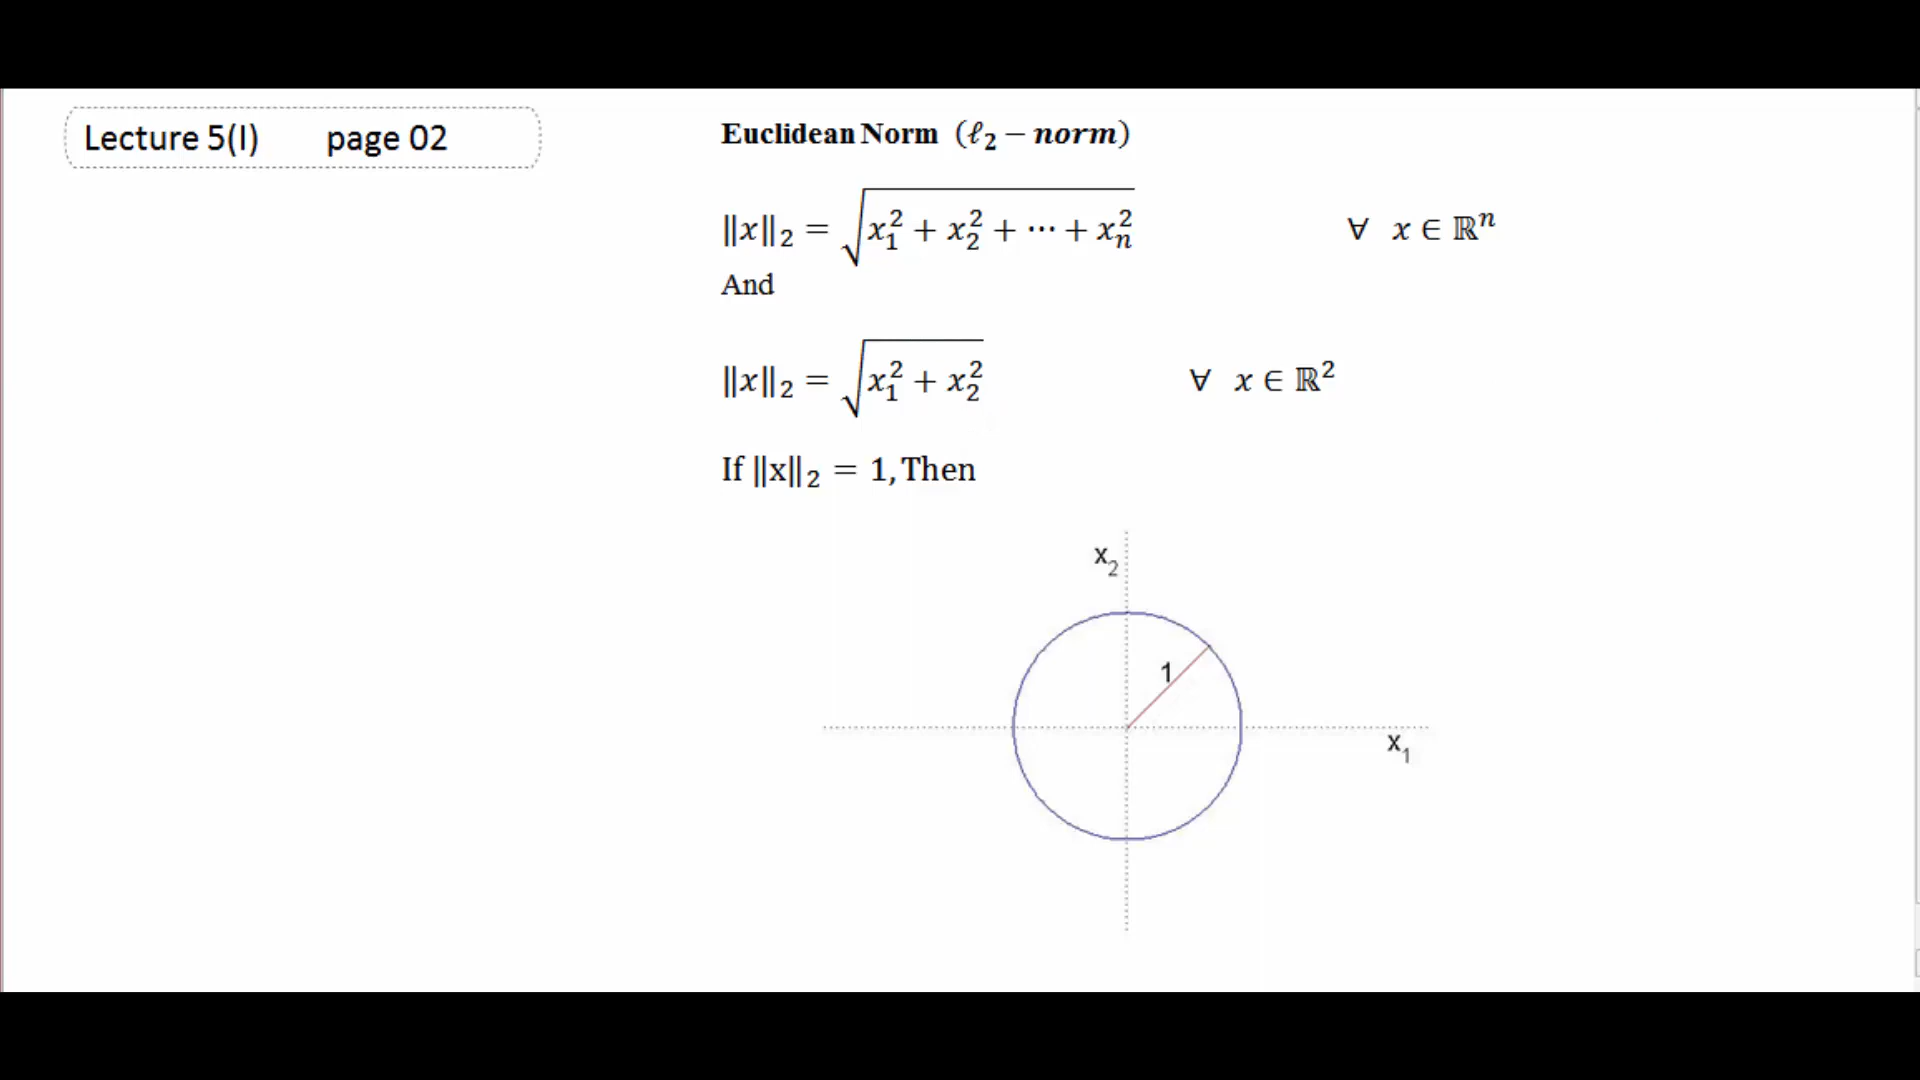 Lecture 5(I) page 02
Euclidean Norm (ℓ₂ − norm)
‖x‖₂ = √(x₁² + x₂² + ⋯ + xₙ²) ∀ x ∈ ℝⁿ
And
‖x‖₂ = √(x₁² + x₂²) ∀ x ∈ ℝ²
If ‖x‖₂ = 1, Then
x₂
1
x₁